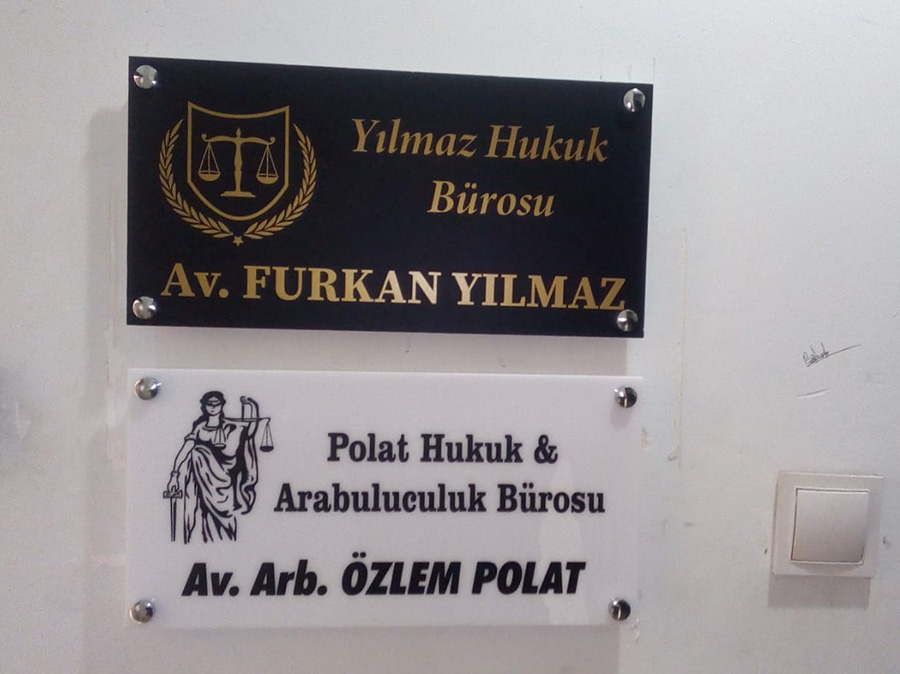 Yılmaz Hukuk
Bürosu
Av. FURKAN YILMAZ
Polat Hukuk &
Arabuluculuk Bürosu
Av. Arb. ÖZLEM POLAT